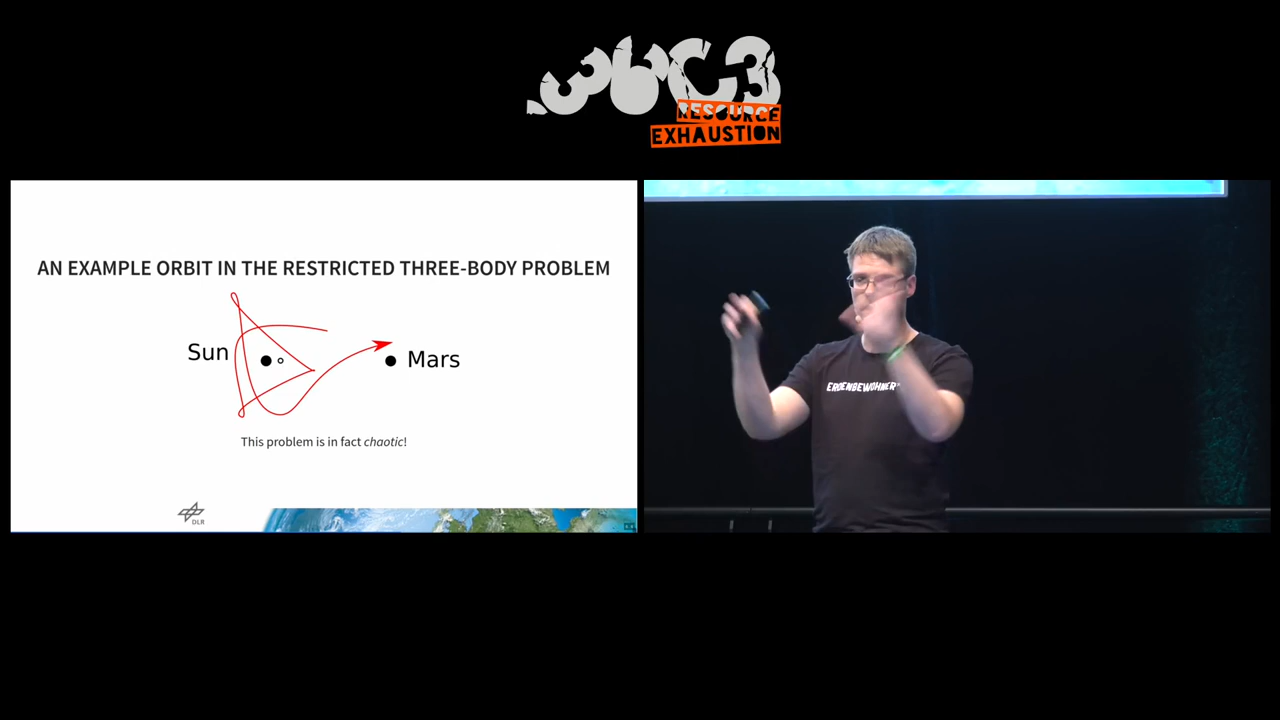 36C3
RESOURCE
EXHAUSTION
AN EXAMPLE ORBIT IN THE RESTRICTED THREE-BODY PROBLEM
Sun
Mars
This problem is in fact chaotic!
DLR
ERDENBEWOHNER